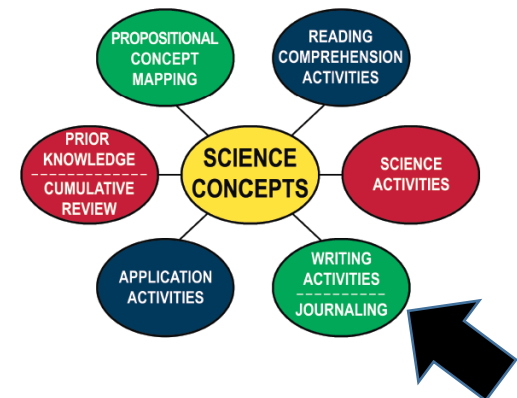 PROPOSITIONAL
CONCEPT
MAPPING
READING
COMPREHENSION
ACTIVITIES
PRIOR
KNOWLEDGE
CUMULATIVE
REVIEW
SCIENCE
CONCEPTS
SCIENCE
ACTIVITIES
APPLICATION
ACTIVITIES
WRITING
ACTIVITIES
JOURNALING